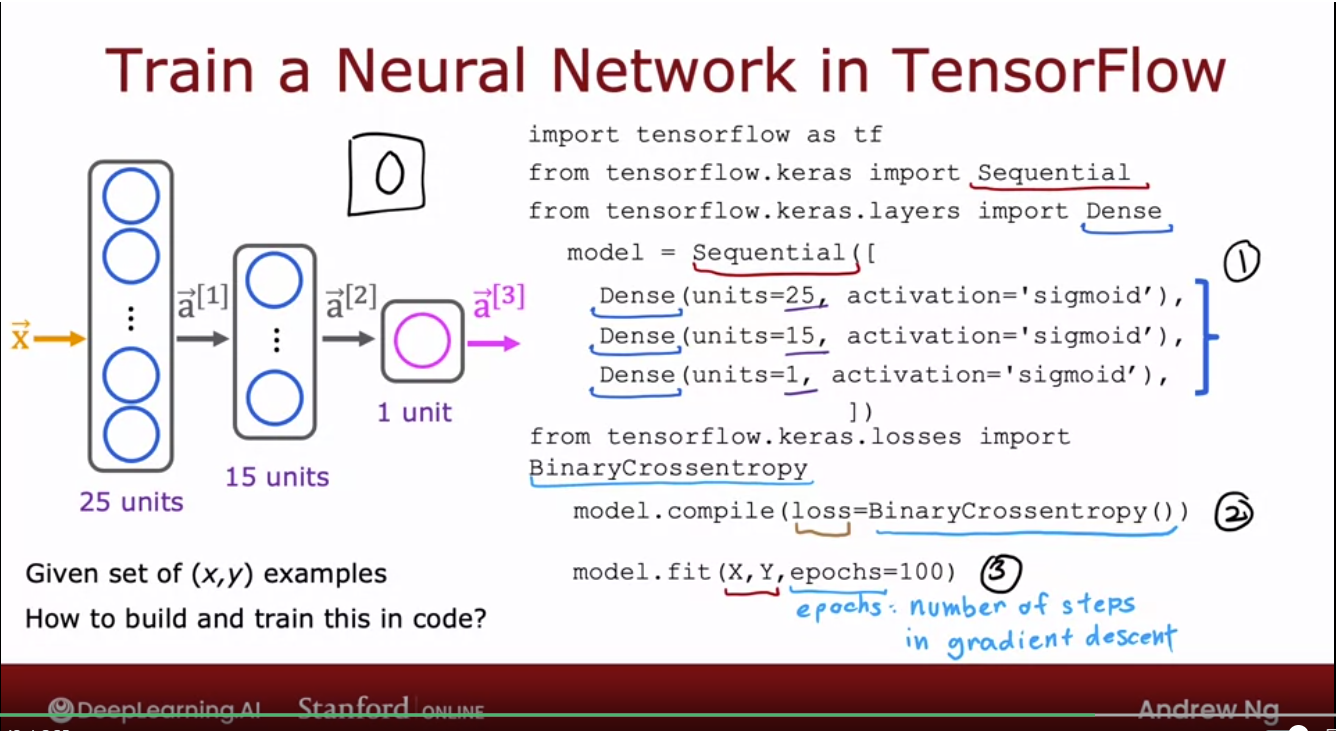 Train a Neural Network in TensorFlow
0
x⃗
a⃗[1]
a⃗[2]
a⃗[3]
25 units
15 units
1 unit
Given set of (x,y) examples
How to build and train this in code?
import tensorflow as tf
from tensorflow.keras import Sequential
from tensorflow.keras.layers import Dense
model = Sequential([
①
Dense(units=25, activation='sigmoid’),
Dense(units=15, activation='sigmoid’),
Dense(units=1, activation='sigmoid’),
])
from tensorflow.keras.losses import
BinaryCrossentropy
model.compile(loss=BinaryCrossentropy()) ②
model.fit(X,Y,epochs=100) ③
epochs: number of steps
in gradient descent
DeepLearning.AI Stanford ONLINE Andrew Ng